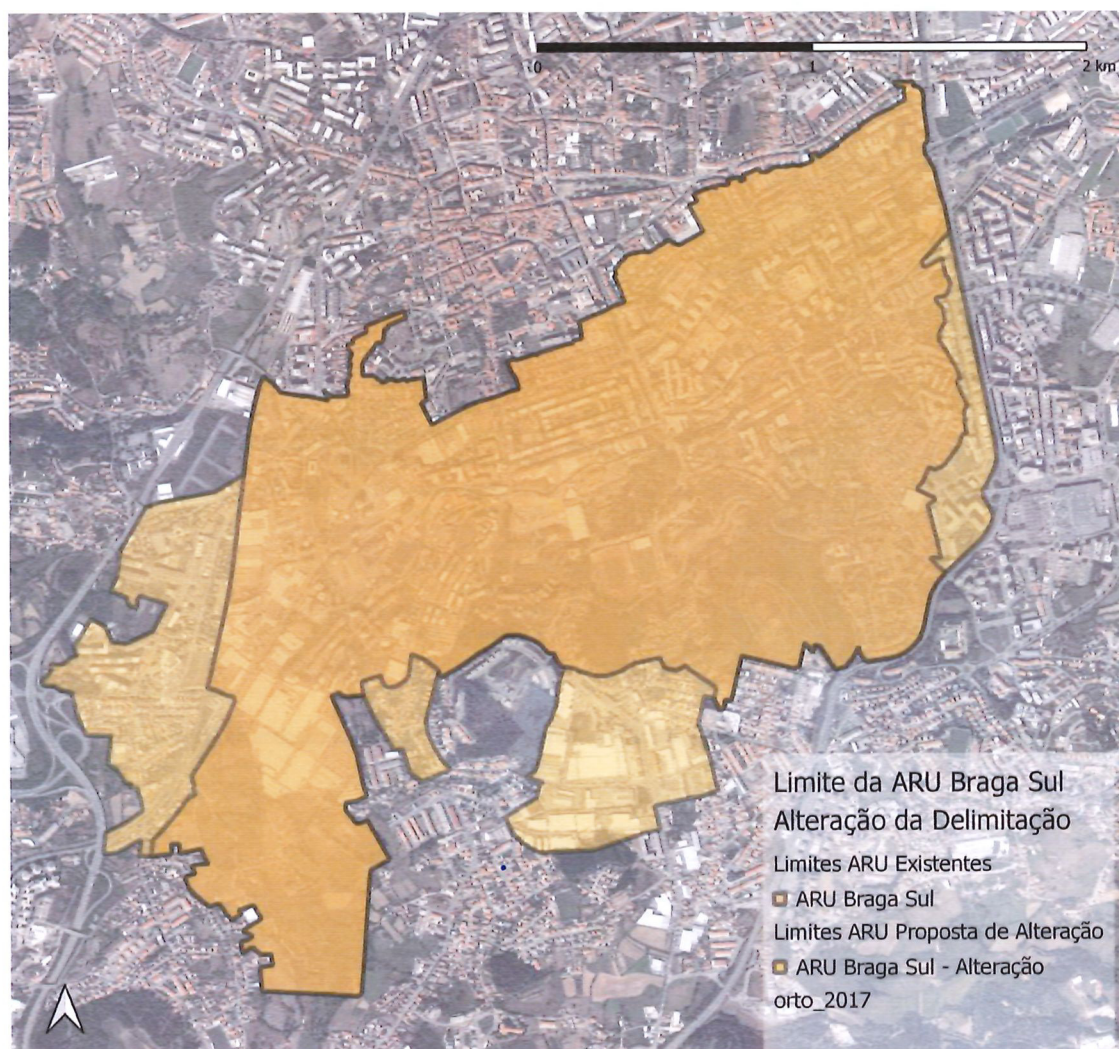 0 1 2 km
Limite da ARU Braga Sul
Alteração da Delimitação
Limites ARU Existentes
ARU Braga Sul
Limites ARU Proposta de Alteração
ARU Braga Sul - Alteração
orto_2017